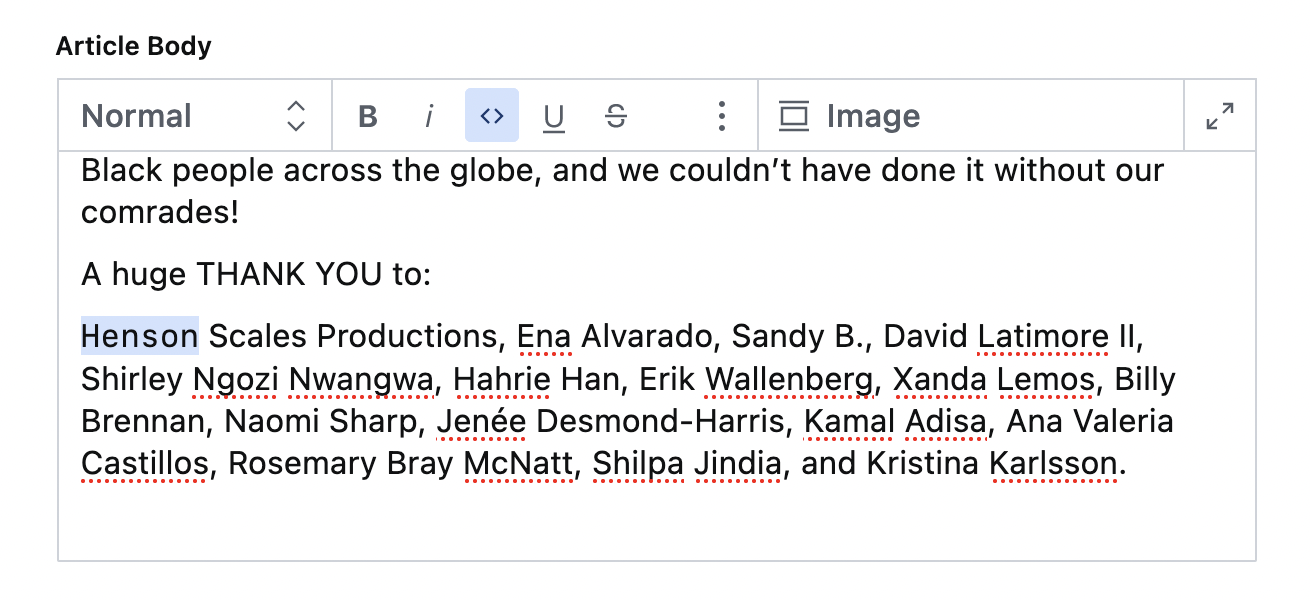 Article Body
Normal B i <> U S Image
Black people across the globe, and we couldn’t have done it without our
comrades!
A huge THANK YOU to:
Henson Scales Productions, Ena Alvarado, Sandy B., David Latimore II,
Shirley Ngozi Nwangwa, Hahrie Han, Erik Wallenberg, Xanda Lemos, Billy
Brennan, Naomi Sharp, Jenée Desmond-Harris, Kamal Adisa, Ana Valeria
Castillos, Rosemary Bray McNatt, Shilpa Jindia, and Kristina Karlsson.